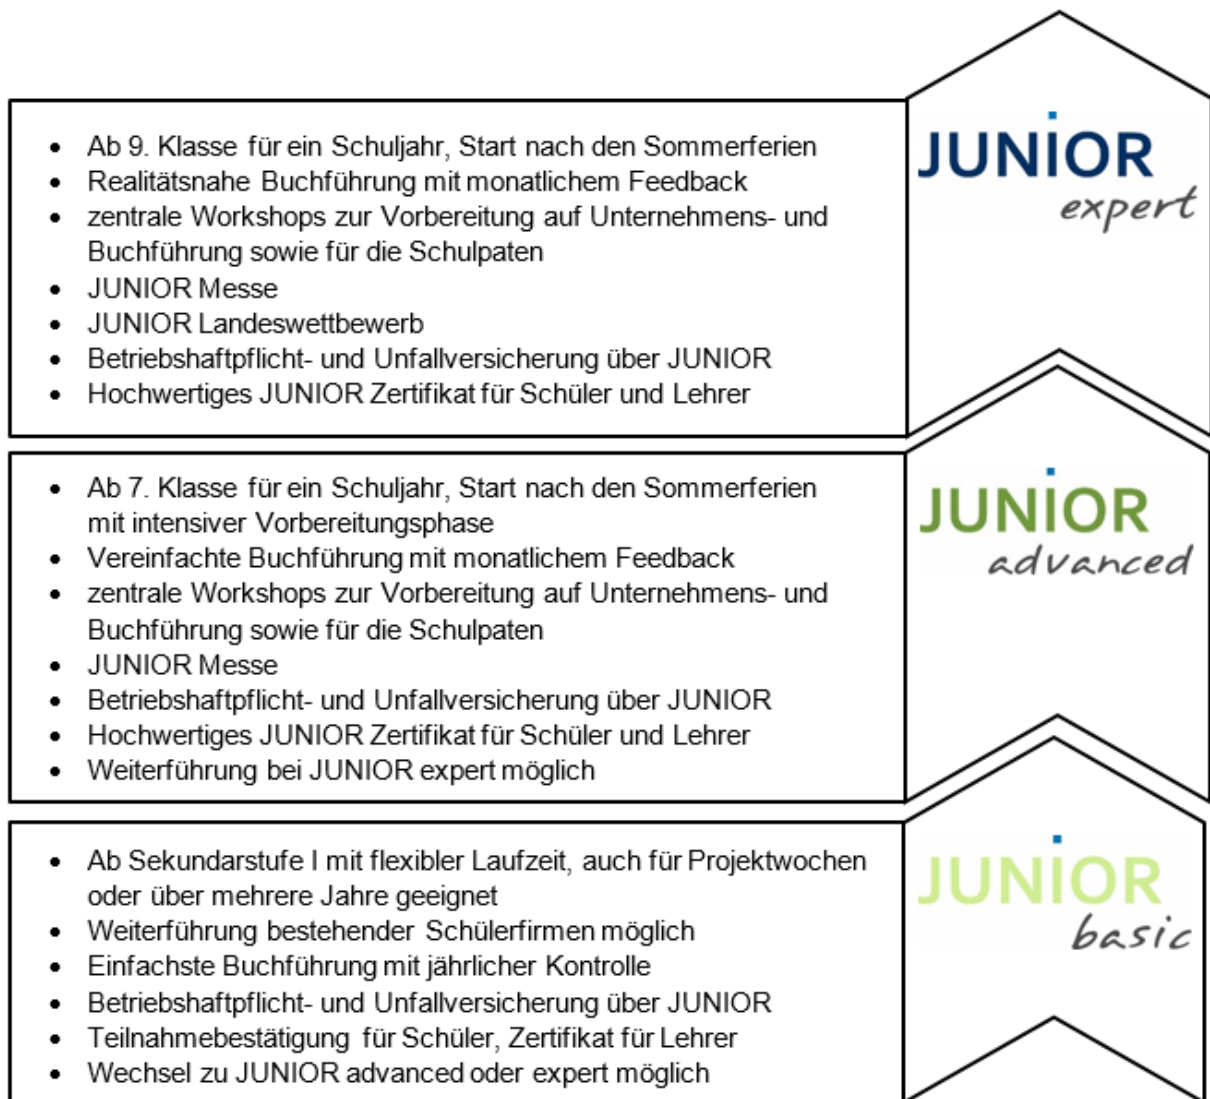 • Ab 9. Klasse für ein Schuljahr, Start nach den Sommerferien
• Realitätsnahe Buchführung mit monatlichem Feedback
• zentrale Workshops zur Vorbereitung auf Unternehmens- und
Buchführung sowie für die Schulpaten
• JUNIOR Messe
• JUNIOR Landeswettbewerb
• Betriebshaftpflicht- und Unfallversicherung über JUNIOR
• Hochwertiges JUNIOR Zertifikat für Schüler und Lehrer
JUNIOR
expert
• Ab 7. Klasse für ein Schuljahr, Start nach den Sommerferien
mit intensiver Vorbereitungsphase
• Vereinfachte Buchführung mit monatlichem Feedback
• zentrale Workshops zur Vorbereitung auf Unternehmens- und
Buchführung sowie für die Schulpaten
• JUNIOR Messe
• Betriebshaftpflicht- und Unfallversicherung über JUNIOR
• Hochwertiges JUNIOR Zertifikat für Schüler und Lehrer
• Weiterführung bei JUNIOR expert möglich
JUNIOR
advanced
• Ab Sekundarstufe I mit flexibler Laufzeit, auch für Projektwochen
oder über mehrere Jahre geeignet
• Weiterführung bestehender Schülerfirmen möglich
• Einfachste Buchführung mit jährlicher Kontrolle
• Betriebshaftpflicht- und Unfallversicherung über JUNIOR
• Teilnahmebestätigung für Schüler, Zertifikat für Lehrer
• Wechsel zu JUNIOR advanced oder expert möglich
JUNIOR
basic